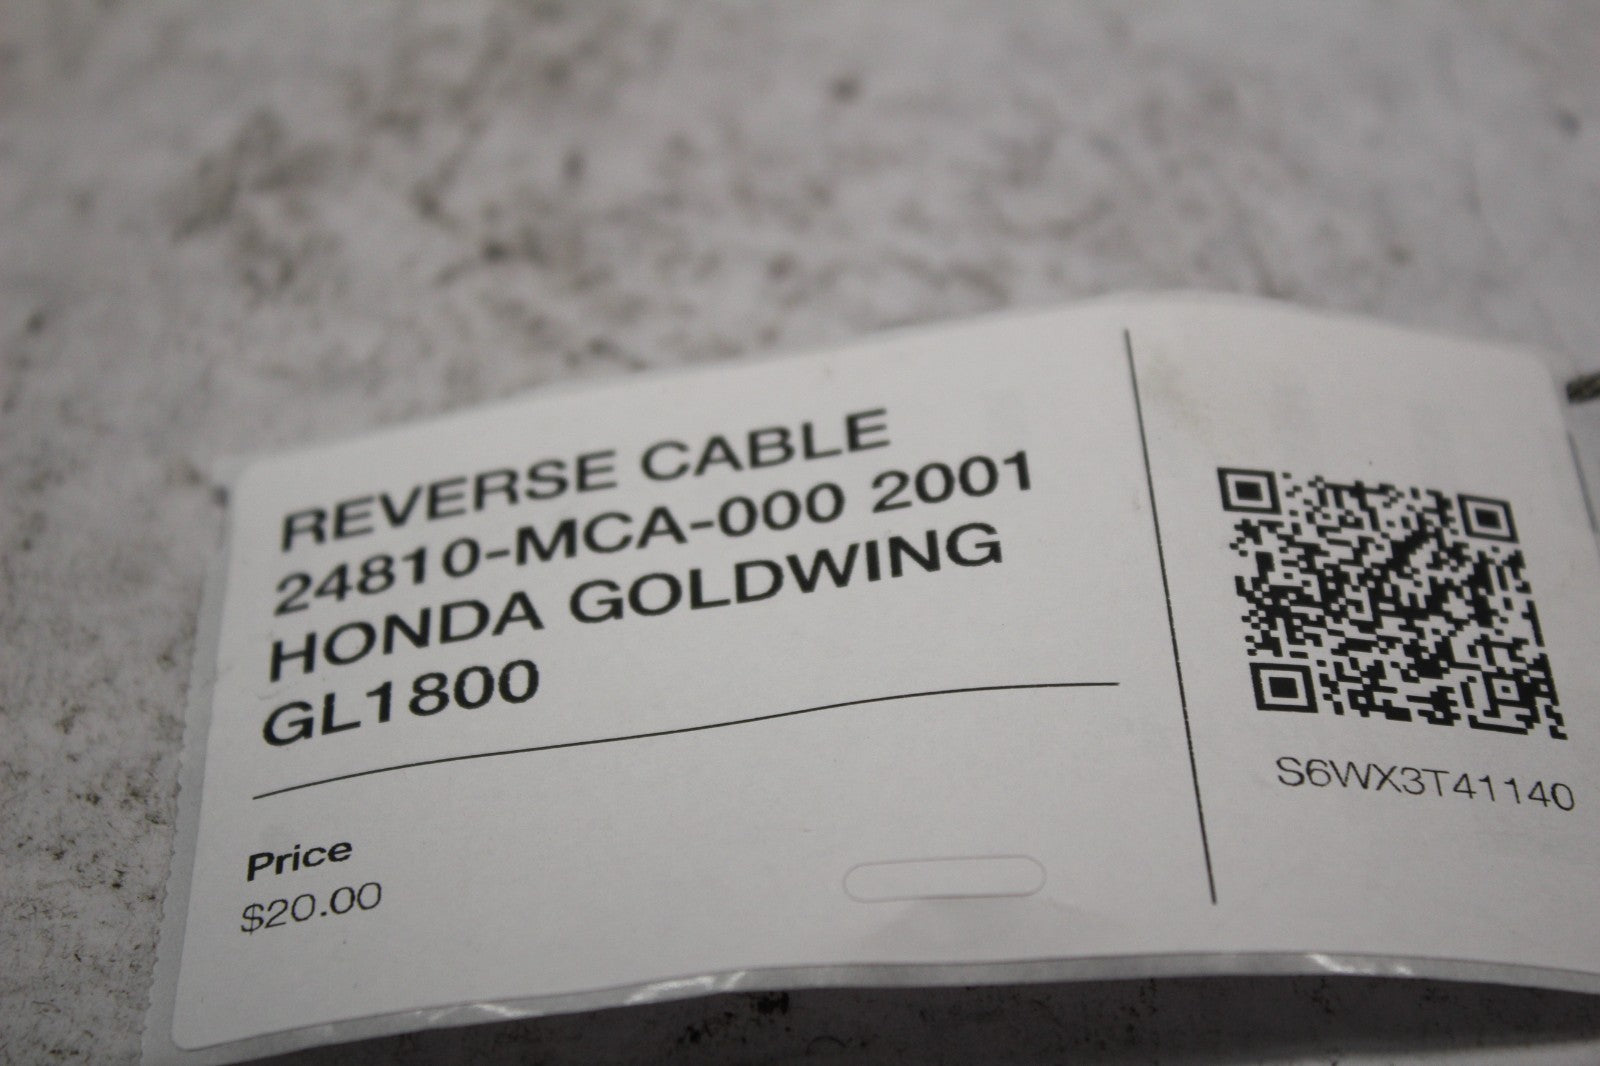 REVERSE CABLE
24810-MCA-000 2001
HONDA GOLDWING
GL1800
Price
$20.00
S6WX3T41140